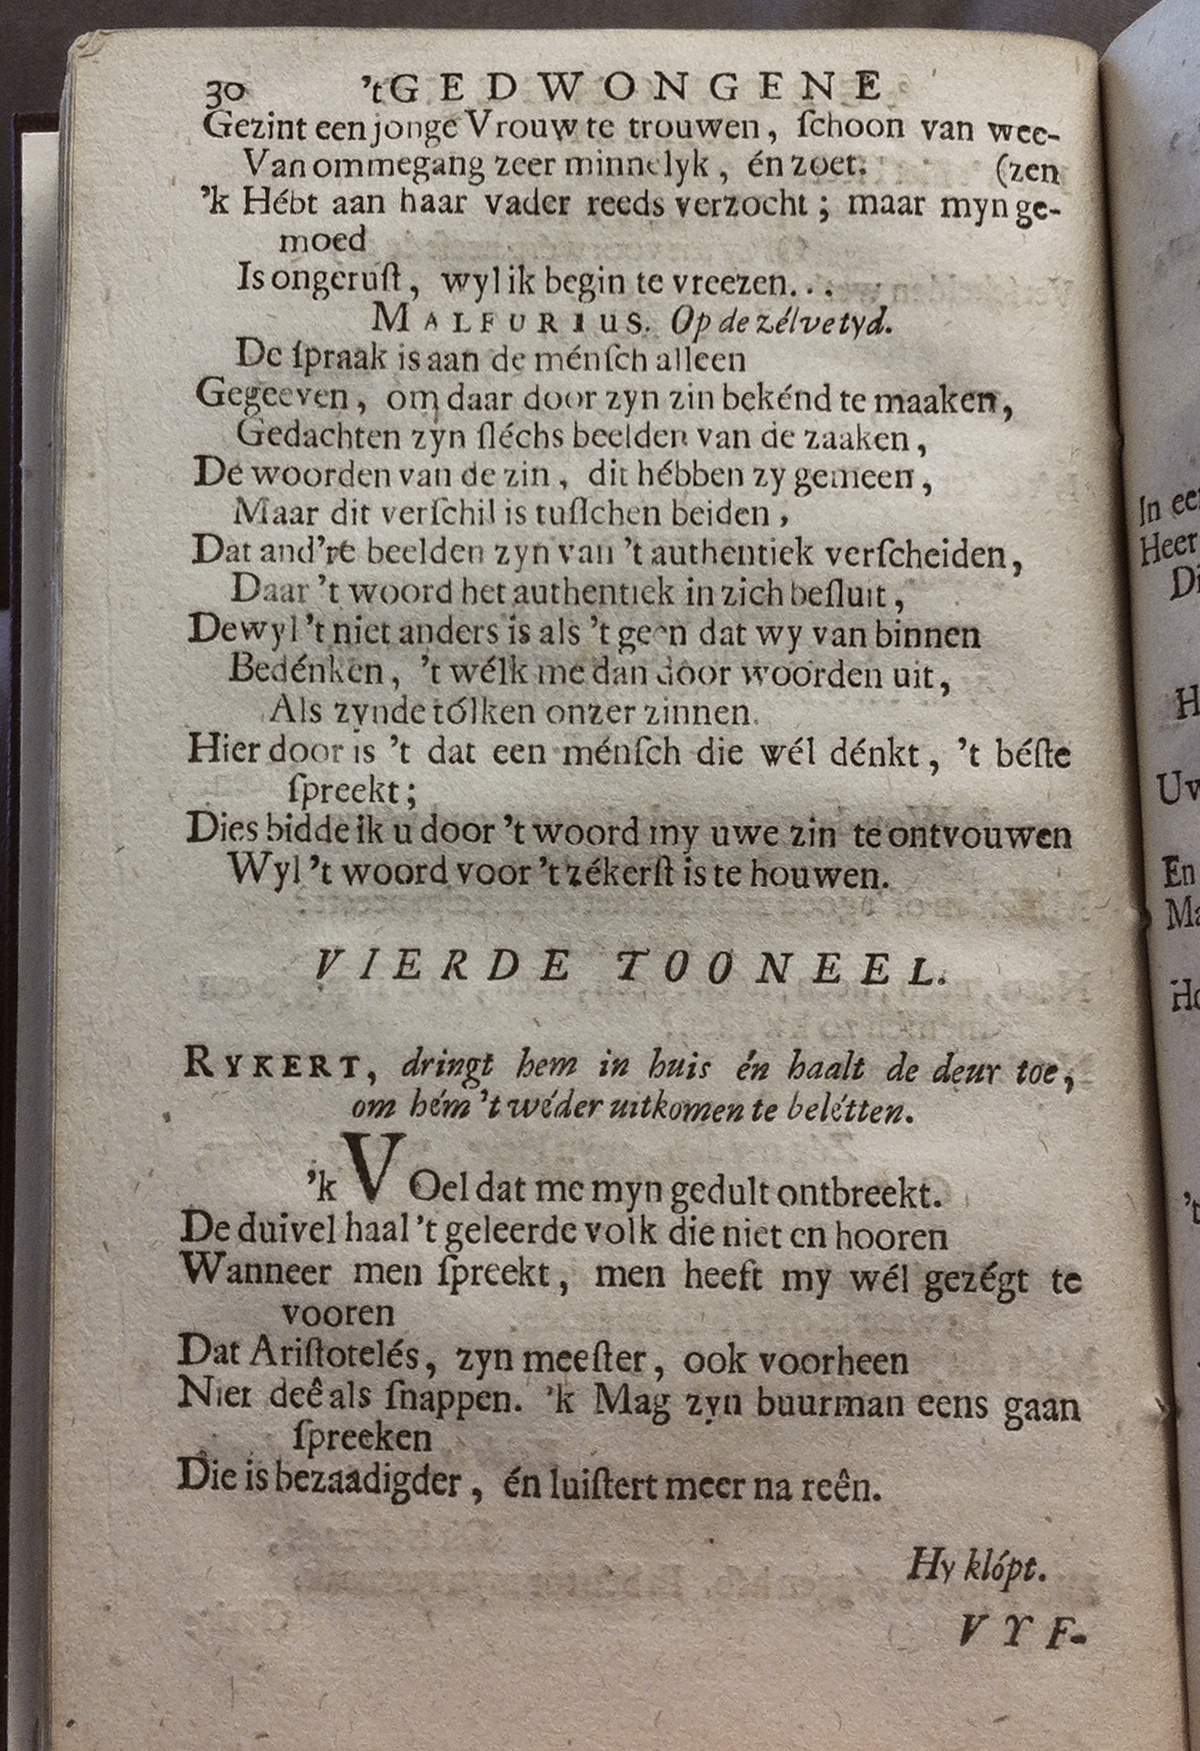 30 't GEDWONGENE
Gezint een jonge Vrouw te trouwen, ſchoon van wee-
Van ommegang zeer minnelyk, én zoet. (zen
'k Hébt aan haar vader reeds verzocht; maar myn ge-
moed
Is ongeruſt, wyl ik begin te vreezen...
MALFURIUS. Op de zélve tyd.
De ſpraak is aan de ménſch alleen
Gegeeven, om daar door zyn zin bekénd te maaken,
Gedachten zyn ſléchs beelden van de zaaken,
De woorden van de zin, dit hébben zy gemeen,
Maar dit verſchil is tuſſchen beiden,
Dat and're beelden zyn van 't authentiek verſcheiden,
Daar 't woord het authentiek in zich beſluit,
Dewyl 't niet anders is als 't geen dat wy van binnen
Bedénken, 't wélk me dan door woorden uit,
Als zynde tólken onzer zinnen.
Hier door is 't dat een ménſch die wél dénkt, 't béſte
ſpreekt;
Dies bidde ik u door 't woord my uwe zin te ontvouwen
Wyl 't woord voor 't zékerſt is te houwen.
VIERDE TOONEEL.
RYKERT, dringt hem in huis én haalt de deur toe,
om hém 't wéder uitkomen te belétten.
'k VOel dat me myn gedult ontbreekt.
De duivel haal 't geleerde volk die niet en hooren
Wanneer men ſpreekt, men heeft my wél gezégt te
vooren
Dat Ariſtotelés, zyn meeſter, ook voorheen
Niet deê als ſnappen. 'k Mag zyn buurman eens gaan
ſpreeken
Die is bezaadigder, én luiſtert meer na reên.
Hy klópt.
VYF-
In ee
Heer
Di
H
Uv
En
Ma
Ho
't